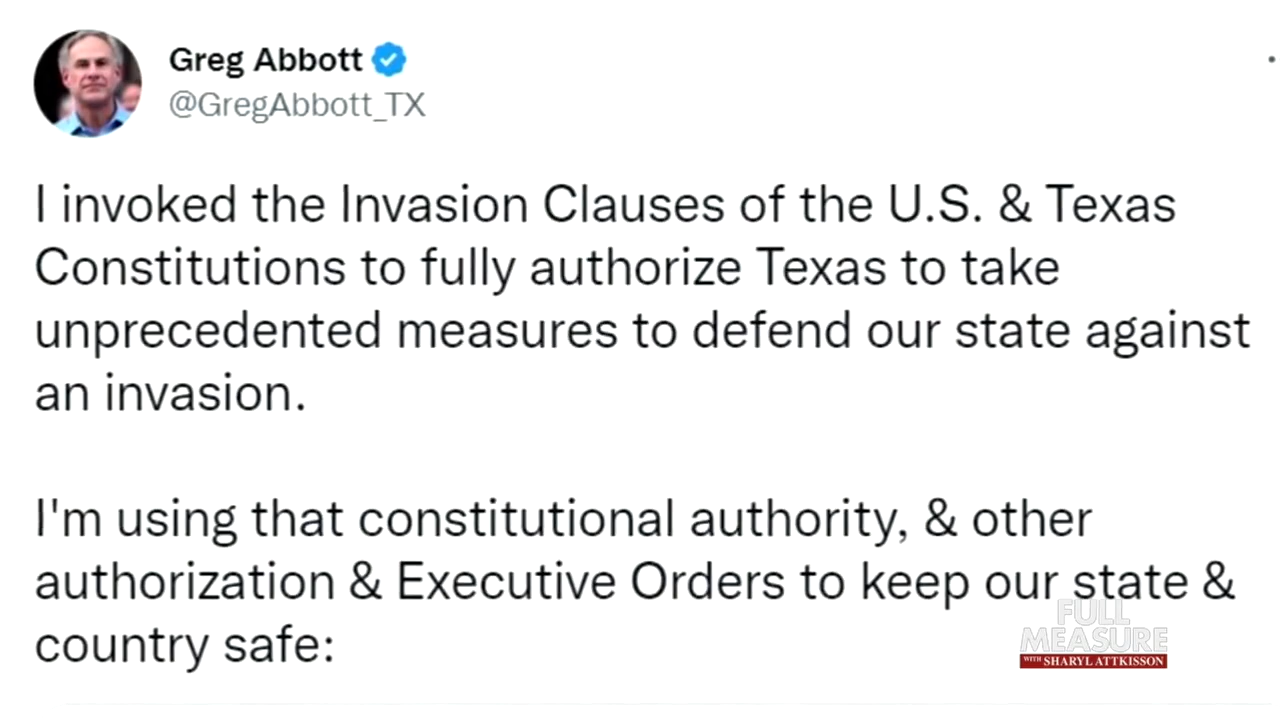 Greg Abbott
@GregAbbott_TX
I invoked the Invasion Clauses of the U.S. & Texas
Constitutions to fully authorize Texas to take
unprecedented measures to defend our state against
an invasion.
I'm using that constitutional authority, & other
authorization & Executive Orders to keep our state &
country safe:
FULL
MEASURE
WITH SHARYL ATTKISSON